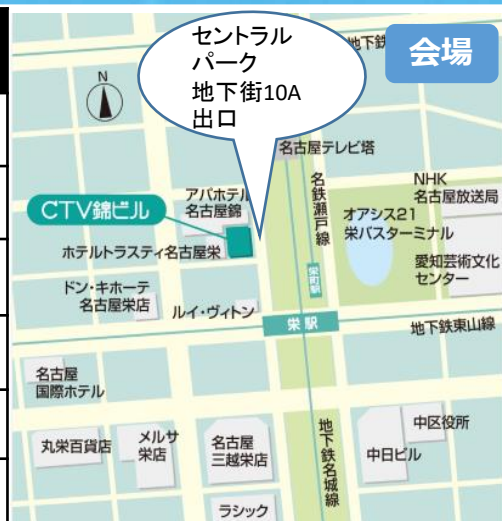 セントラル
パーク
地下街10A
出口
地下鉄
会場
N
名古屋テレビ塔
アパホテル
名古屋錦
CTV錦ビル
名鉄瀬戸線
NHK
名古屋放送局
オアシス21
栄バスターミナル
ホテルトラスティ名古屋栄
愛知芸術文化
センター
栄町駅
ドン・キホーテ
名古屋栄店
ルイ・ヴィトン
栄駅
地下鉄東山線
名古屋
国際ホテル
丸栄百貨店
メルサ
栄店
名古屋
三越栄店
地下鉄名城線
中区役所
中日ビル
ラシック